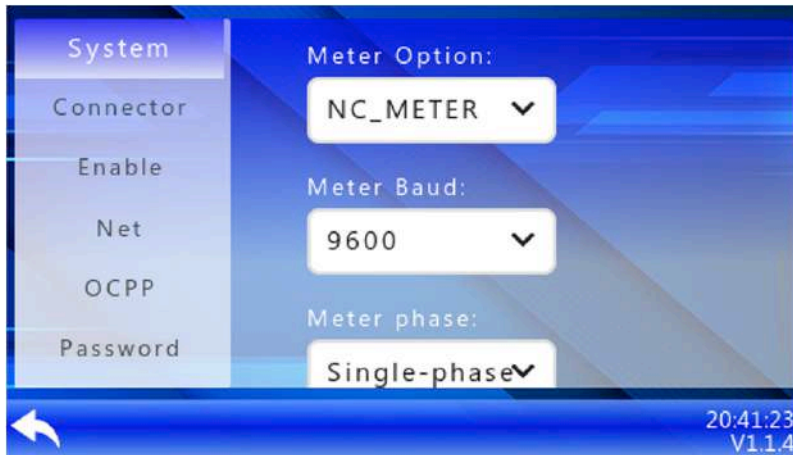 System
Connector
Enable
Net
OCPP
Password
Meter Option:
NC_METER
Meter Baud:
9600
Meter phase:
Single-phase
20:41:23
V1.1.4